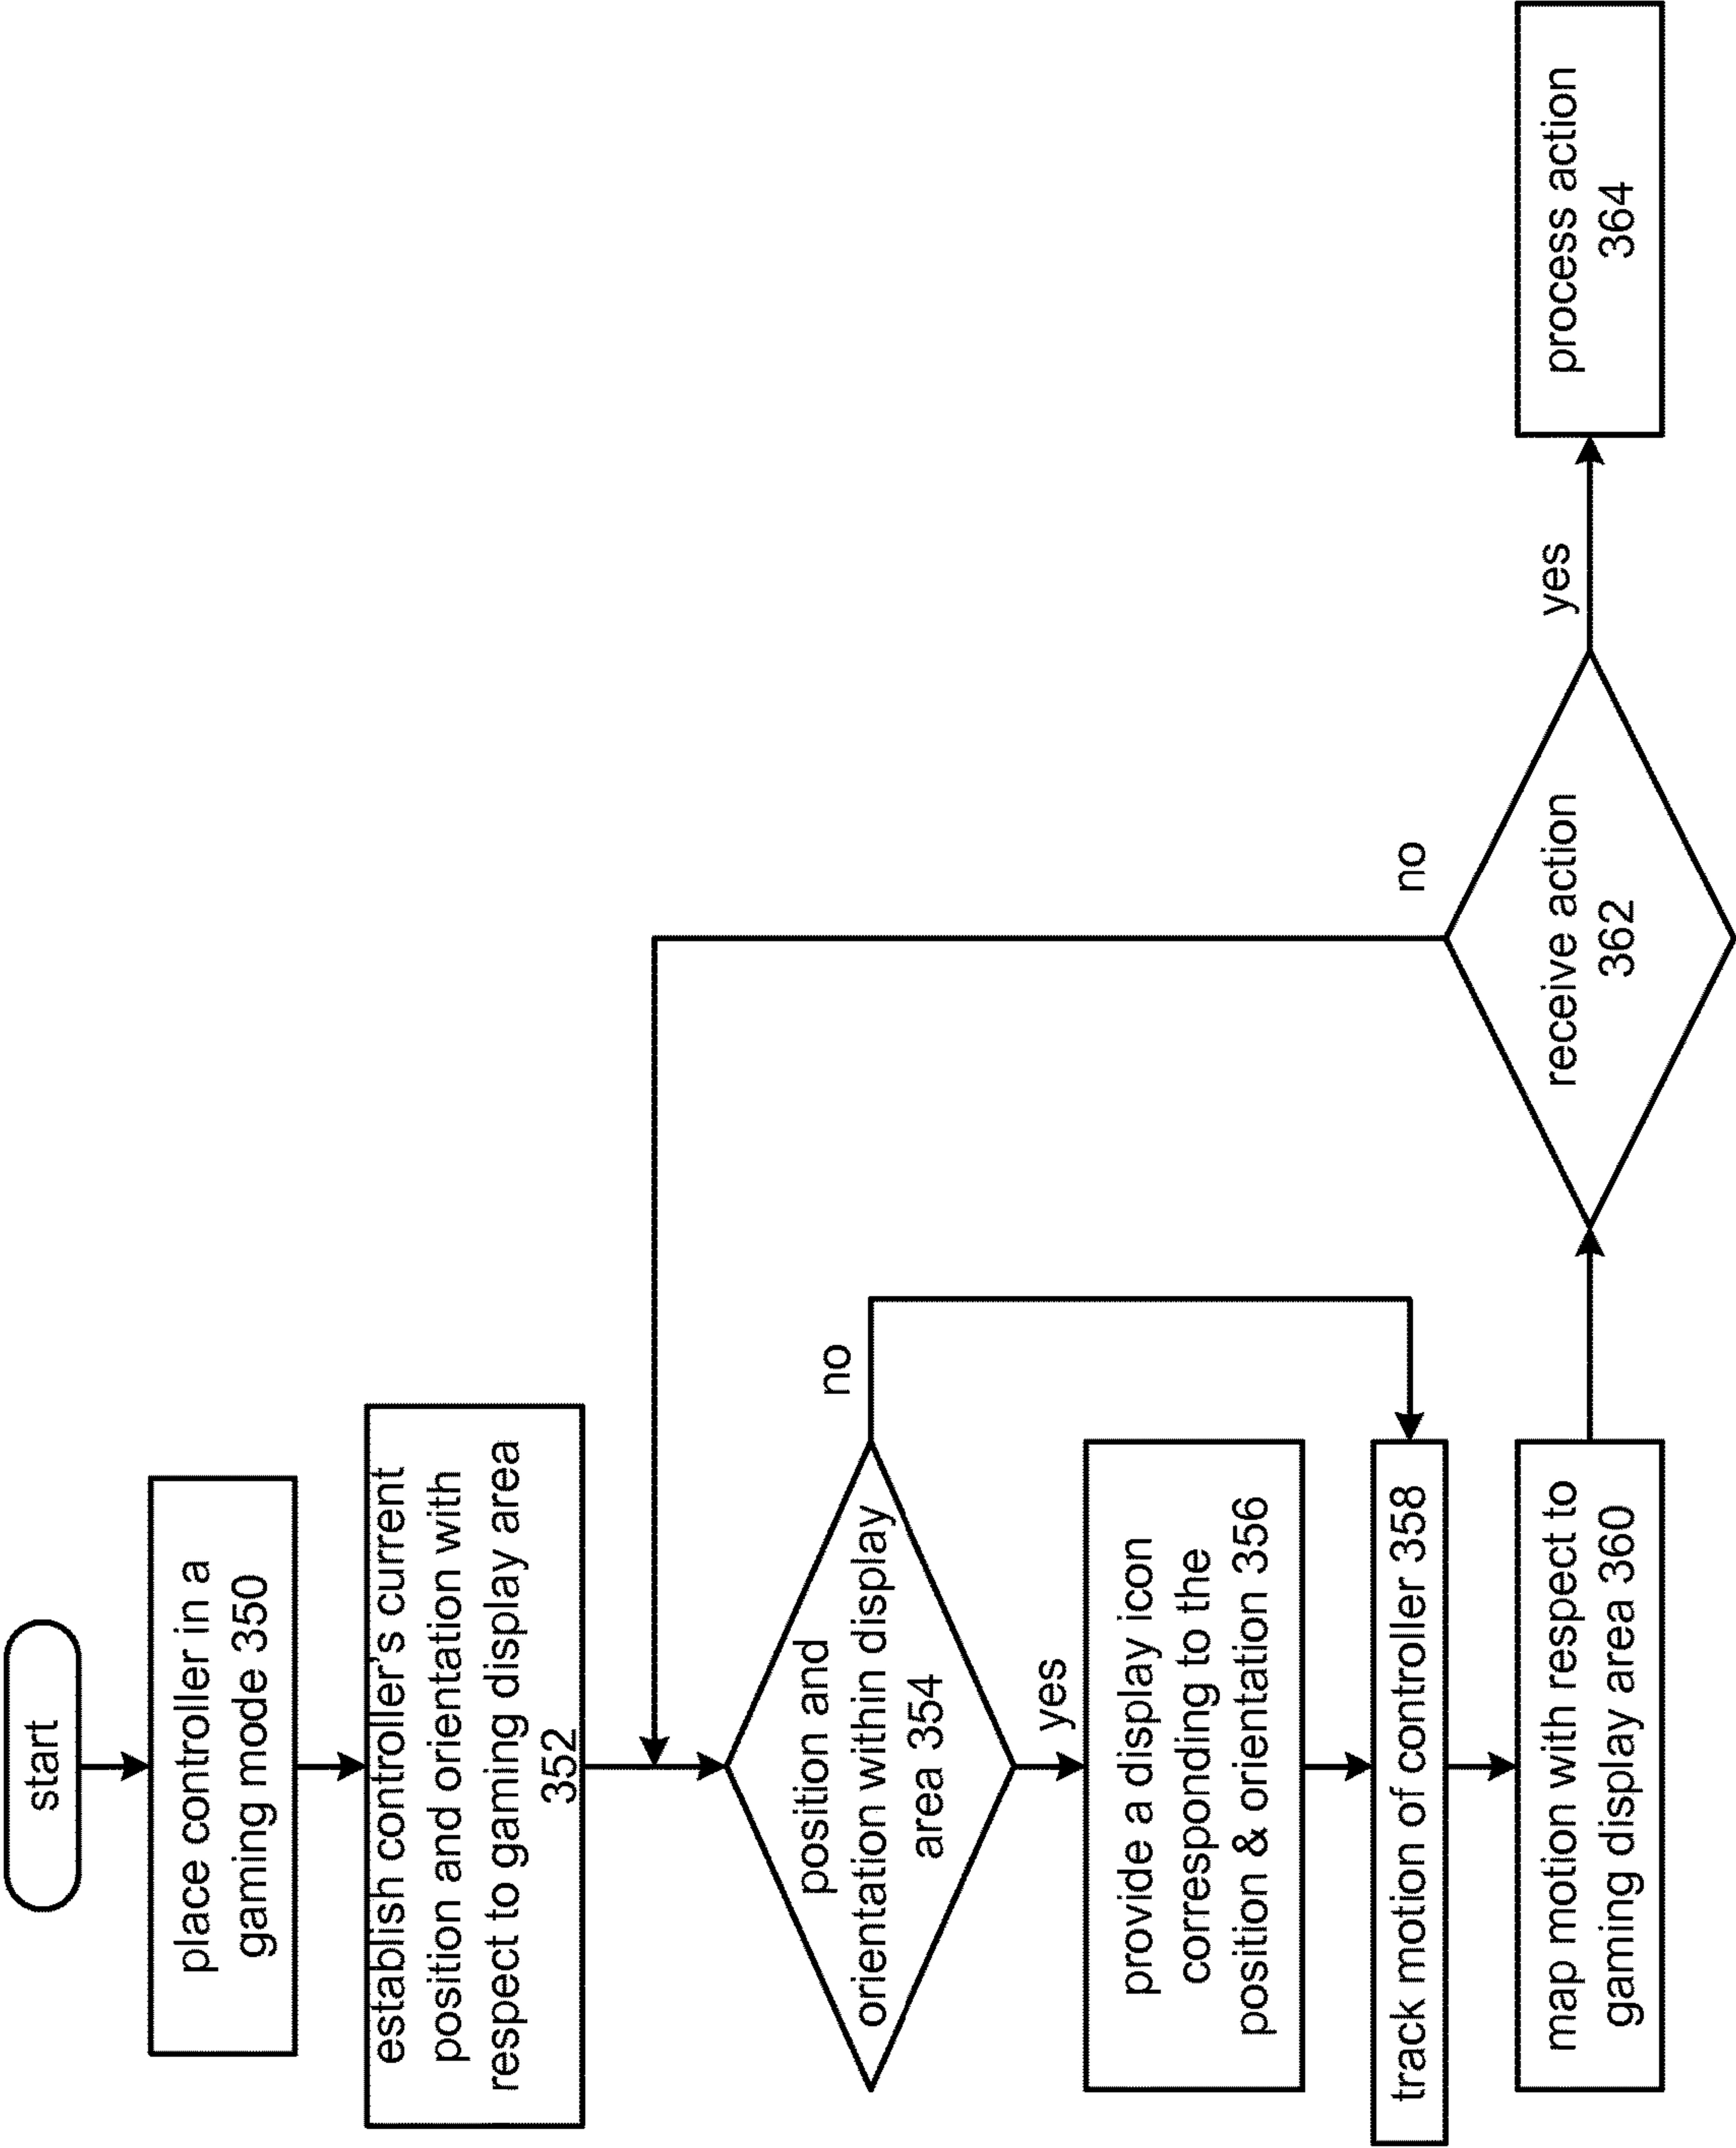 start
place controller in a
gaming mode 350
establish controller's current
position and orientation with
respect to gaming display area
352
position and
orientation within display
area 354
no
yes
provide a display icon
corresponding to the
position & orientation 356
track motion of controller 358
map motion with respect to
gaming display area 360
receive action
362
no
yes
process action
364